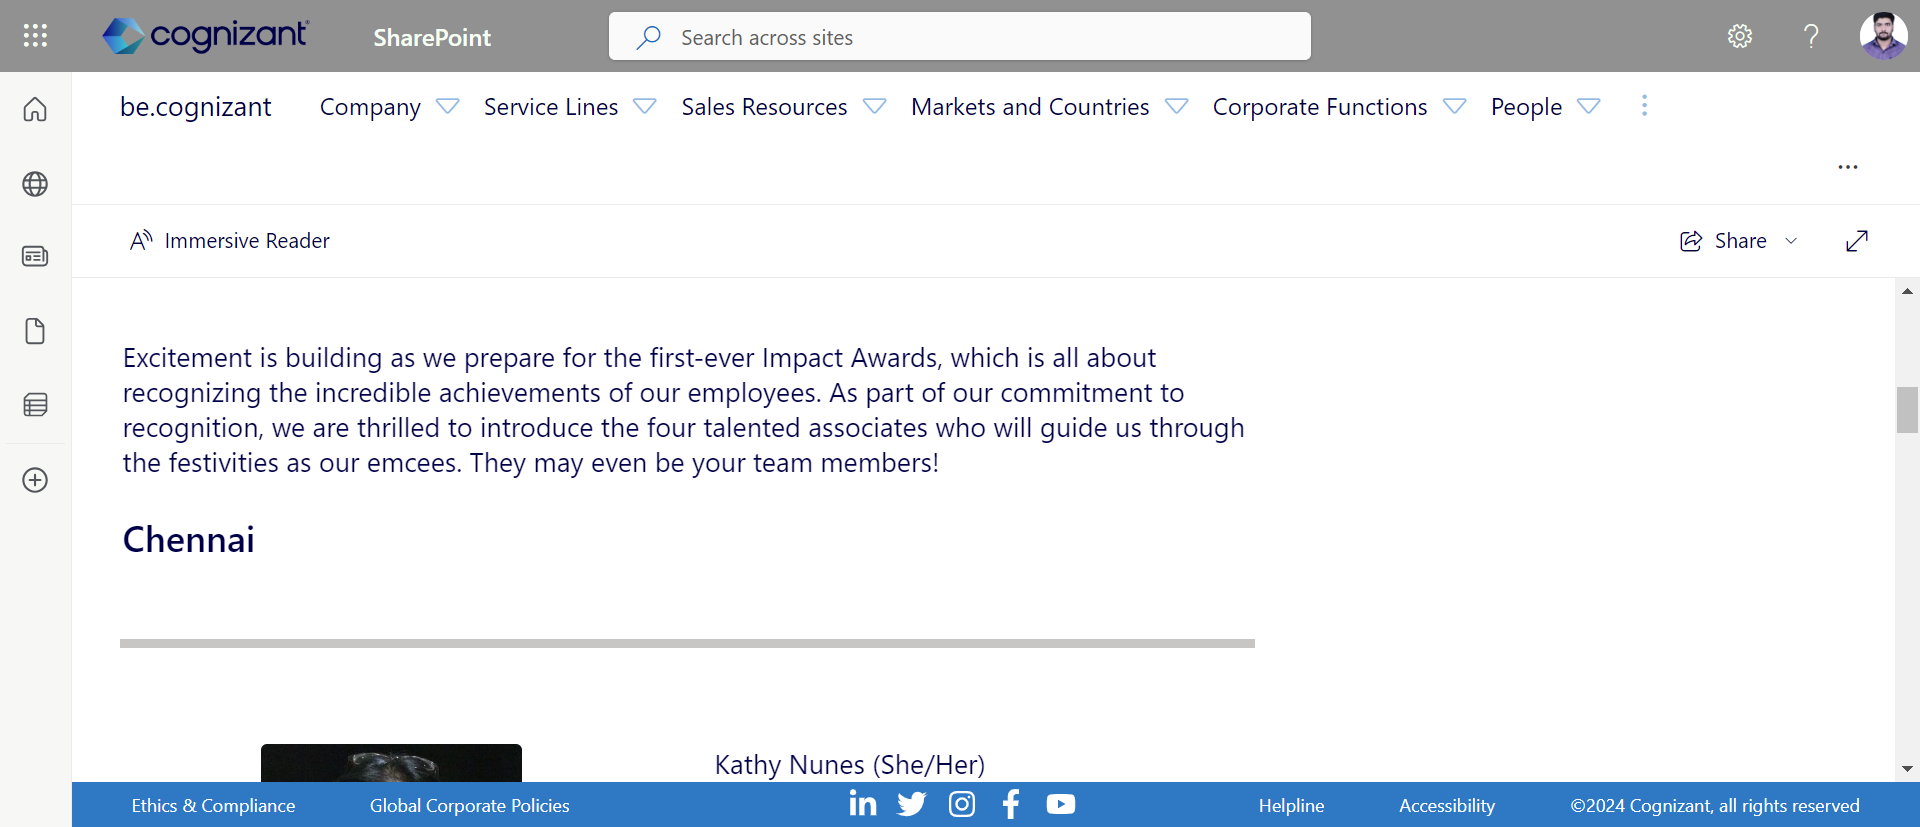 cognizant
SharePoint
Search across sites
be.cognizant
Company
Service Lines
Sales Resources
Markets and Countries
Corporate Functions
People
Immersive Reader
Share
Excitement is building as we prepare for the first-ever Impact Awards, which is all about
recognizing the incredible achievements of our employees. As part of our commitment to
recognition, we are thrilled to introduce the four talented associates who will guide us through
the festivities as our emcees. They may even be your team members!
Chennai
Kathy Nunes (She/Her)
Ethics & Compliance
Global Corporate Policies
Helpline
Accessibility
©2024 Cognizant, all rights reserved